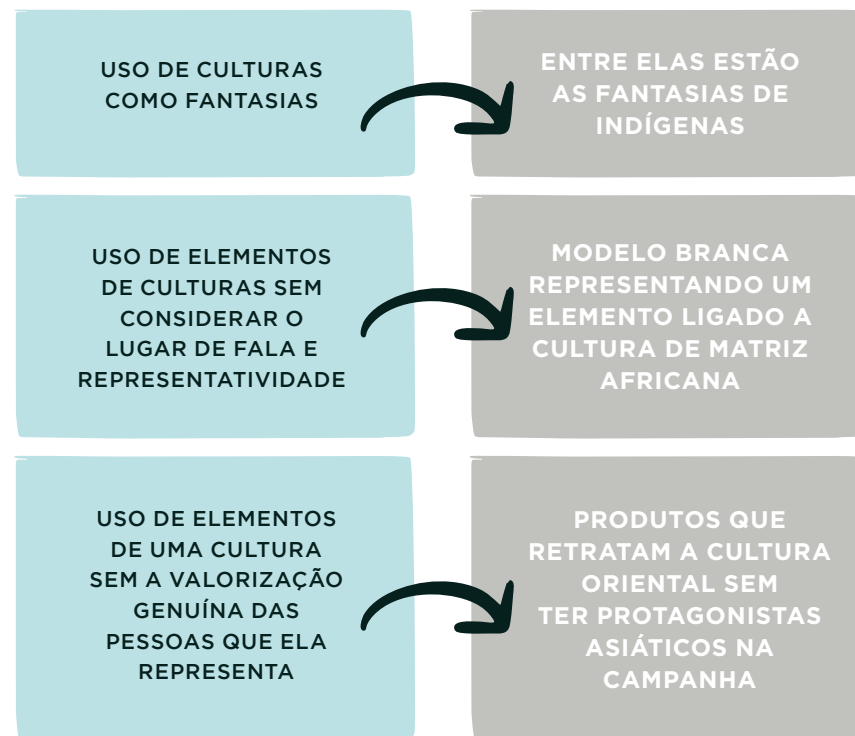 USO DE CULTURAS
COMO FANTASIAS
ENTRE ELAS ESTÃO
AS FANTASIAS DE
INDÍGENAS
USO DE ELEMENTOS
DE CULTURAS SEM
CONSIDERAR O
LUGAR DE FALA E
REPRESENTATIVIDADE
MODELO BRANCA
REPRESENTANDO UM
ELEMENTO LIGADO A
CULTURA DE MATRIZ
AFRICANA
USO DE ELEMENTOS
DE UMA CULTURA
SEM A VALORIZAÇÃO
GENUÍNA DAS
PESSOAS QUE ELA
REPRESENTA
PRODUTOS QUE
RETRATAM A CULTURA
ORIENTAL SEM
TER PROTAGONISTAS
ASIÁTICOS NA
CAMPANHA